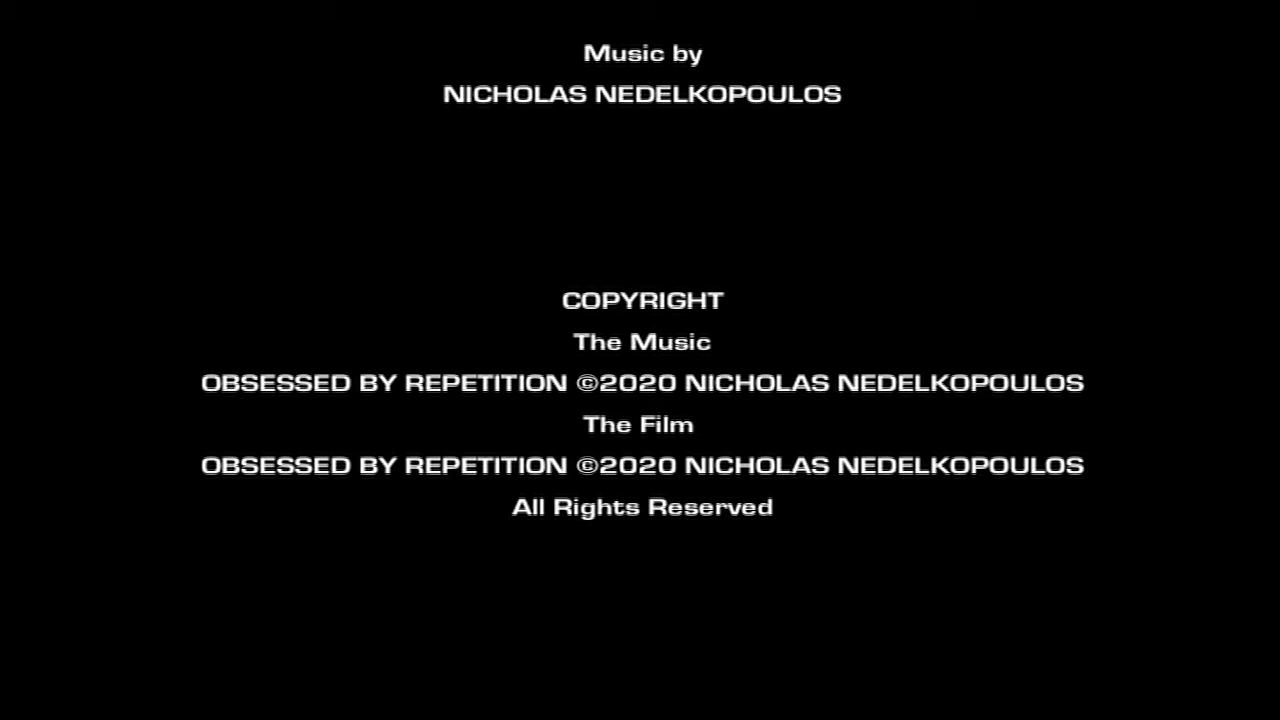 Music by
NICHOLAS NEDELKOPOULOS
COPYRIGHT
The Music
OBSESSED BY REPETITION ©2020 NICHOLAS NEDELKOPOULOS
The Film
OBSESSED BY REPETITION ©2020 NICHOLAS NEDELKOPOULOS
All Rights Reserved